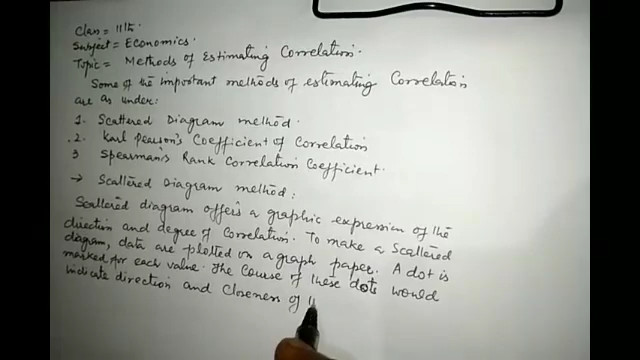 Class = 11th.
Subject = Economics.
Topic = Methods of Estimating Correlation.
Some of the important methods of estimating Correlation
are as under:
1. Scattered Diagram method.
2. Karl Pearson's Coefficient of Correlation
3 Spearman's Rank Correlation Coefficient.
→ Scattered Diagram method:
Scattered diagram offers a graphic expression of the
direction and degree of Correlation. To make a Scattered
diagram, data are plotted on a graph paper. A dot is
marked for each value. The Course of these dots would
indicate direction and Closeness of